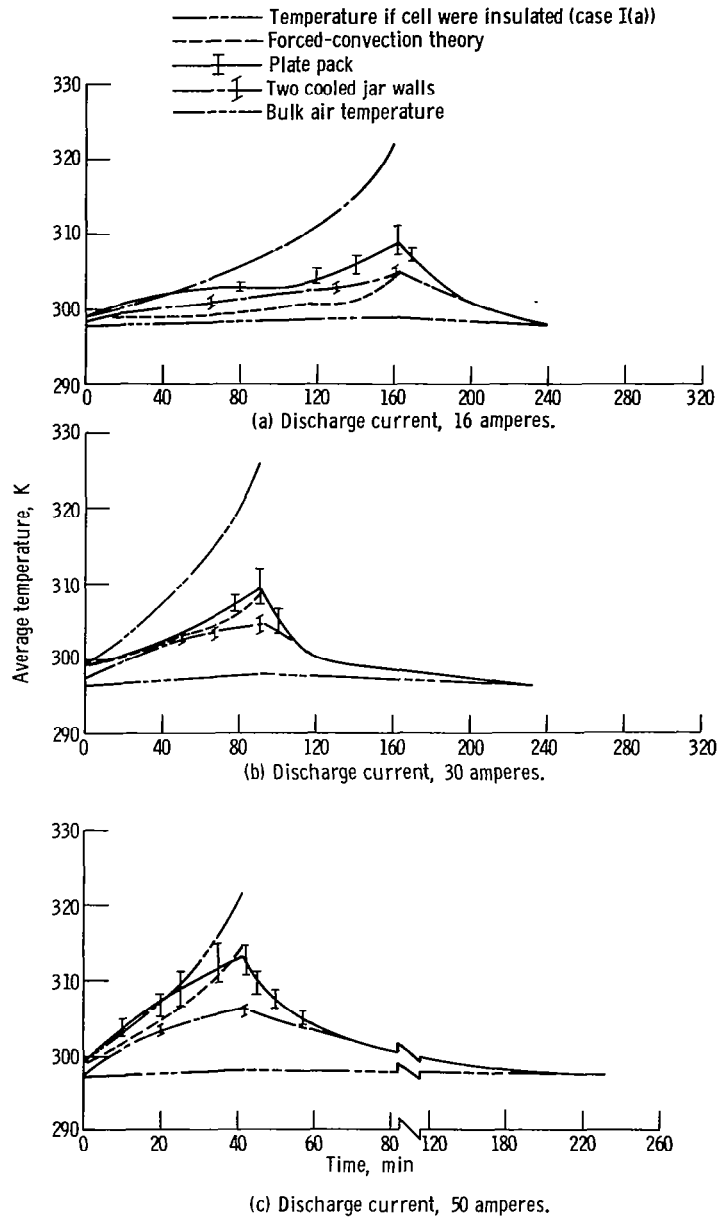 Temperature if cell were insulated (case I(a))
Forced-convection theory
Plate pack
Two cooled jar walls
Bulk air temperature
330
320
310
300
290
0 40 80 120 160 200 240 280 320
(a) Discharge current, 16 amperes.
Average temperature, K
330
320
310
300
290
0 40 80 120 160 200 240 280 320
(b) Discharge current, 30 amperes.
330
320
310
300
290
0 20 40 60 80 120 180 220 260
Time, min
(c) Discharge current, 50 amperes.